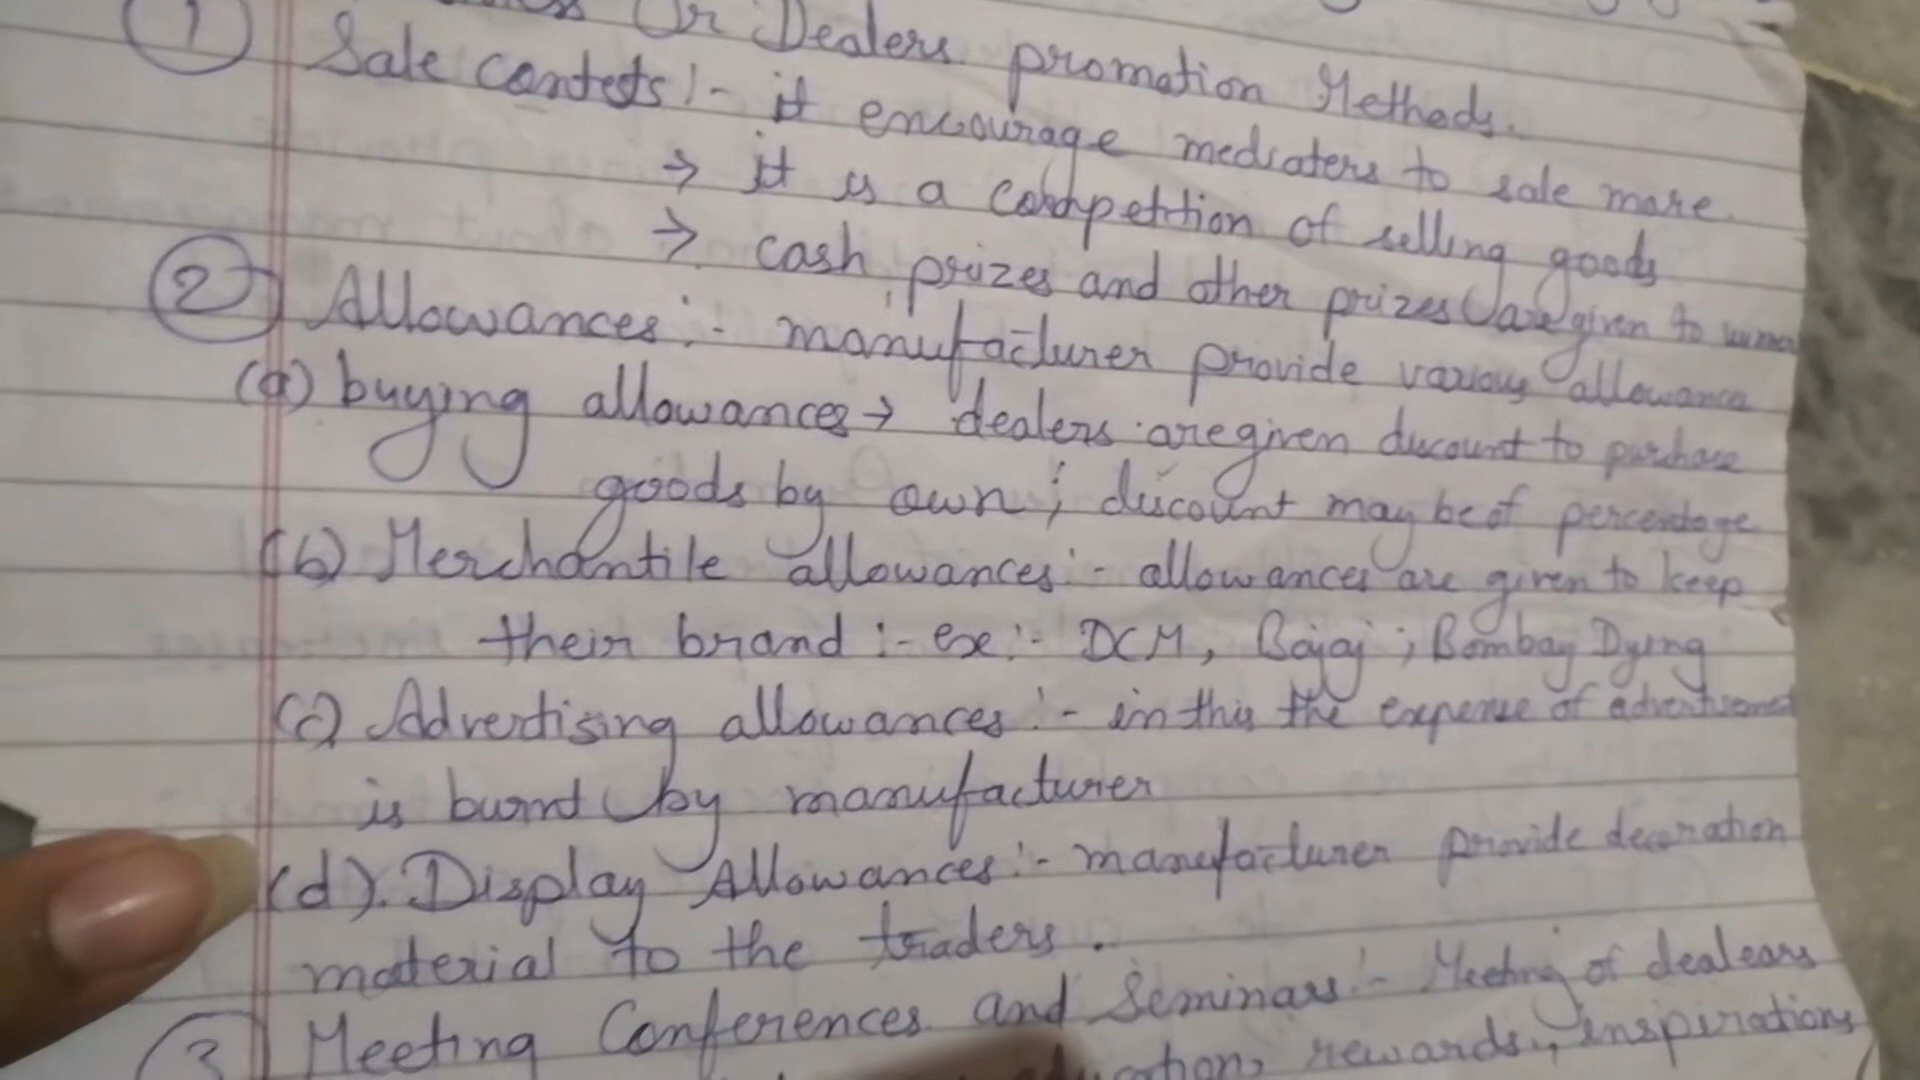 Or Dealers promotion Methods.
① Sale contests :- it encourage mediaters to sale more.
→ it is a competition of selling goods
→ cash prizes and other prizes are given to
② Allowances :- manufacturer provide various allowance
(a) buying allowances → dealers are given discount to purchase
goods by own ; discount may be of percentage
(b) Merchantile allowances :- allowances are given to keep
their brand :- ex :- DCM, Bajaj ; Bombay Dying
(c) Advertising allowances :- in this the expense of advertisement
is burnt by manufacturer
(d). Display Allowances :- manufacturer provide decoration
material to the traders.
③ Meeting Conferences and Seminars :- Meeting of dealears
rewards, inspirations